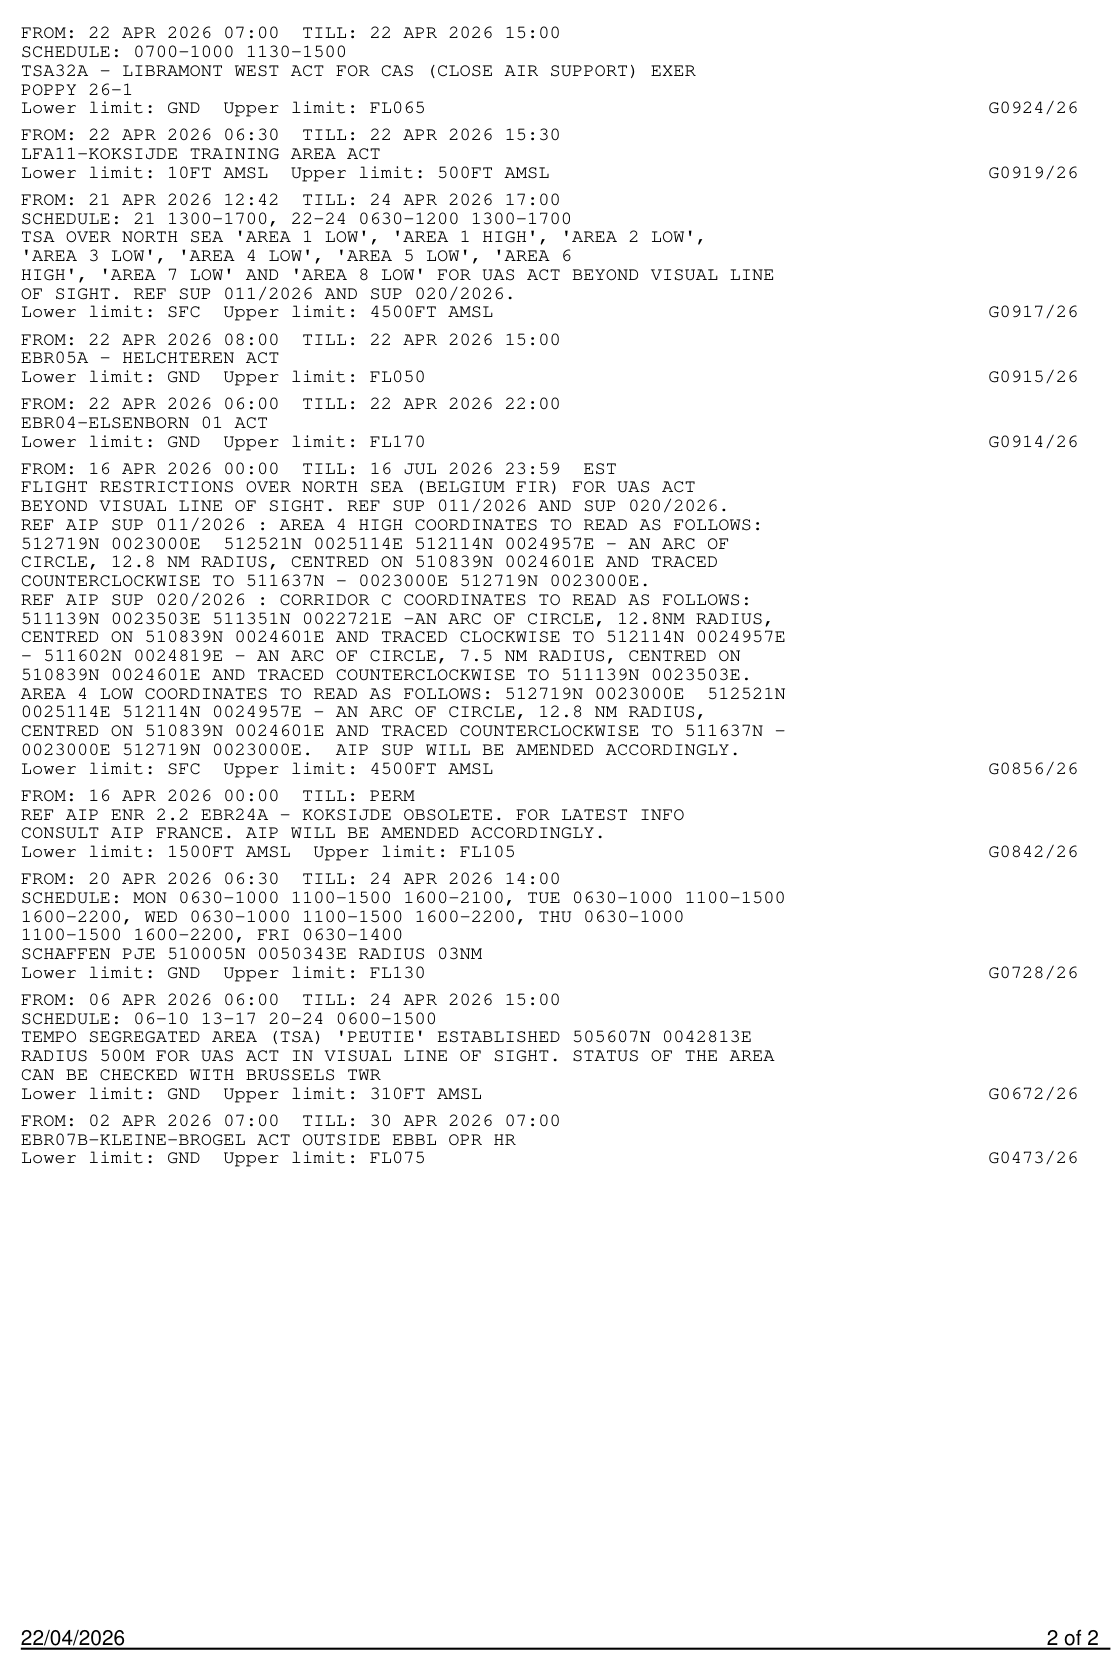 FROM: 22 APR 2026 07:00  TILL: 22 APR 2026 15:00
SCHEDULE: 0700-1000 1130-1500
TSA32A - LIBRAMONT WEST ACT FOR CAS (CLOSE AIR SUPPORT) EXER
POPPY 26-1
Lower limit: GND  Upper limit: FL065 G0924/26
FROM: 22 APR 2026 06:30  TILL: 22 APR 2026 15:30
LFA11-KOKSIJDE TRAINING AREA ACT
Lower limit: 10FT AMSL  Upper limit: 500FT AMSL G0919/26
FROM: 21 APR 2026 12:42  TILL: 24 APR 2026 17:00
SCHEDULE: 21 1300-1700, 22-24 0630-1200 1300-1700
TSA OVER NORTH SEA 'AREA 1 LOW', 'AREA 1 HIGH', 'AREA 2 LOW',
'AREA 3 LOW', 'AREA 4 LOW', 'AREA 5 LOW', 'AREA 6
HIGH', 'AREA 7 LOW' AND 'AREA 8 LOW' FOR UAS ACT BEYOND VISUAL LINE
OF SIGHT. REF SUP 011/2026 AND SUP 020/2026.
Lower limit: SFC  Upper limit: 4500FT AMSL G0917/26
FROM: 22 APR 2026 08:00  TILL: 22 APR 2026 15:00
EBR05A - HELCHTEREN ACT
Lower limit: GND  Upper limit: FL050 G0915/26
FROM: 22 APR 2026 06:00  TILL: 22 APR 2026 22:00
EBR04-ELSENBORN 01 ACT
Lower limit: GND  Upper limit: FL170 G0914/26
FROM: 16 APR 2026 00:00  TILL: 16 JUL 2026 23:59  EST
FLIGHT RESTRICTIONS OVER NORTH SEA (BELGIUM FIR) FOR UAS ACT
BEYOND VISUAL LINE OF SIGHT. REF SUP 011/2026 AND SUP 020/2026.
REF AIP SUP 011/2026 : AREA 4 HIGH COORDINATES TO READ AS FOLLOWS:
512719N 0023000E  512521N 0025114E 512114N 0024957E - AN ARC OF
CIRCLE, 12.8 NM RADIUS, CENTRED ON 510839N 0024601E AND TRACED
COUNTERCLOCKWISE TO 511637N - 0023000E 512719N 0023000E.
REF AIP SUP 020/2026 : CORRIDOR C COORDINATES TO READ AS FOLLOWS:
511139N 0023503E 511351N 0022721E -AN ARC OF CIRCLE, 12.8NM RADIUS,
CENTRED ON 510839N 0024601E AND TRACED CLOCKWISE TO 512114N 0024957E
- 511602N 0024819E - AN ARC OF CIRCLE, 7.5 NM RADIUS, CENTRED ON
510839N 0024601E AND TRACED COUNTERCLOCKWISE TO 511139N 0023503E.
AREA 4 LOW COORDINATES TO READ AS FOLLOWS: 512719N 0023000E  512521N
0025114E 512114N 0024957E - AN ARC OF CIRCLE, 12.8 NM RADIUS,
CENTRED ON 510839N 0024601E AND TRACED COUNTERCLOCKWISE TO 511637N -
0023000E 512719N 0023000E.  AIP SUP WILL BE AMENDED ACCORDINGLY.
Lower limit: SFC  Upper limit: 4500FT AMSL G0856/26
FROM: 16 APR 2026 00:00  TILL: PERM
REF AIP ENR 2.2 EBR24A - KOKSIJDE OBSOLETE. FOR LATEST INFO
CONSULT AIP FRANCE. AIP WILL BE AMENDED ACCORDINGLY.
Lower limit: 1500FT AMSL  Upper limit: FL105 G0842/26
FROM: 20 APR 2026 06:30  TILL: 24 APR 2026 14:00
SCHEDULE: MON 0630-1000 1100-1500 1600-2100, TUE 0630-1000 1100-1500
1600-2200, WED 0630-1000 1100-1500 1600-2200, THU 0630-1000
1100-1500 1600-2200, FRI 0630-1400
SCHAFFEN PJE 510005N 0050343E RADIUS 03NM
Lower limit: GND  Upper limit: FL130 G0728/26
FROM: 06 APR 2026 06:00  TILL: 24 APR 2026 15:00
SCHEDULE: 06-10 13-17 20-24 0600-1500
TEMPO SEGREGATED AREA (TSA) 'PEUTIE' ESTABLISHED 505607N 0042813E
RADIUS 500M FOR UAS ACT IN VISUAL LINE OF SIGHT. STATUS OF THE AREA
CAN BE CHECKED WITH BRUSSELS TWR
Lower limit: GND  Upper limit: 310FT AMSL G0672/26
FROM: 02 APR 2026 07:00  TILL: 30 APR 2026 07:00
EBR07B-KLEINE-BROGEL ACT OUTSIDE EBBL OPR HR
Lower limit: GND  Upper limit: FL075 G0473/26
22/04/2026 2 of 2